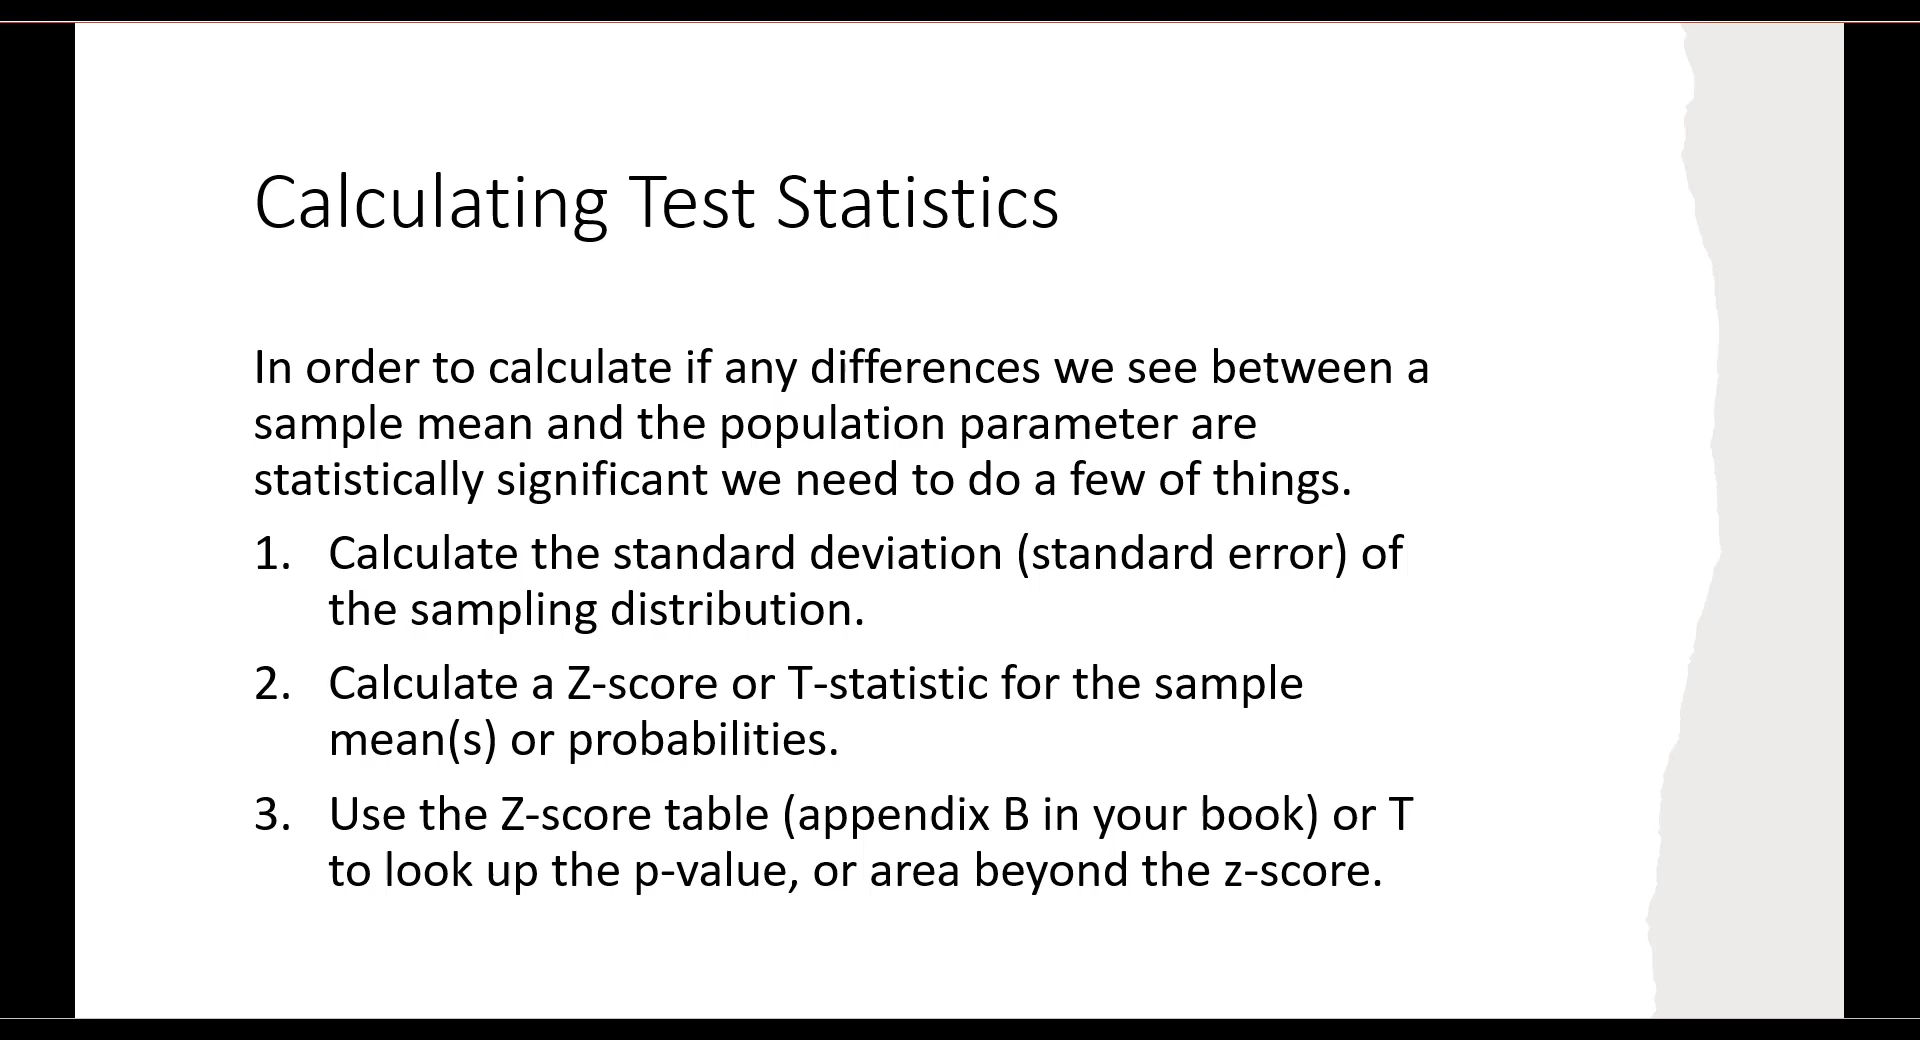 Calculating Test Statistics
In order to calculate if any differences we see between a
sample mean and the population parameter are
statistically significant we need to do a few of things.
1. Calculate the standard deviation (standard error) of
the sampling distribution.
2. Calculate a Z-score or T-statistic for the sample
mean(s) or probabilities.
3. Use the Z-score table (appendix B in your book) or T
to look up the p-value, or area beyond the z-score.